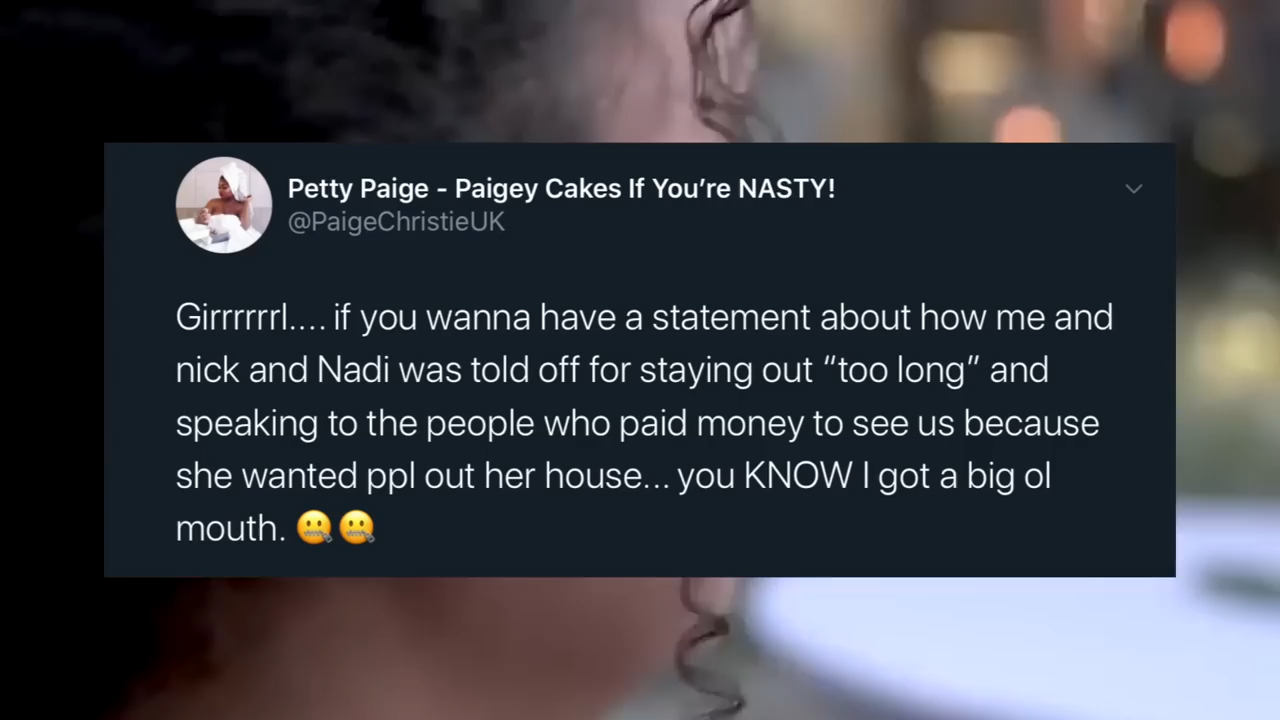 Petty Paige - Paigey Cakes If You’re NASTY!
@PaigeChristieUK
Girrrrrrl.... if you wanna have a statement about how me and
nick and Nadi was told off for staying out “too long” and
speaking to the people who paid money to see us because
she wanted ppl out her house... you KNOW I got a big ol
mouth. 🤐🤐